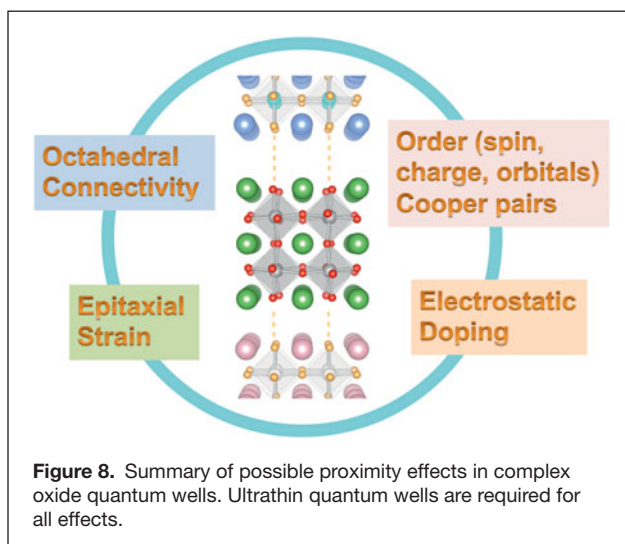 Octahedral
Connectivity
Order (spin,
charge, orbitals)
Cooper pairs
Epitaxial
Strain
Electrostatic
Doping
Figure 8. Summary of possible proximity effects in complex
oxide quantum wells. Ultrathin quantum wells are required for
all effects.